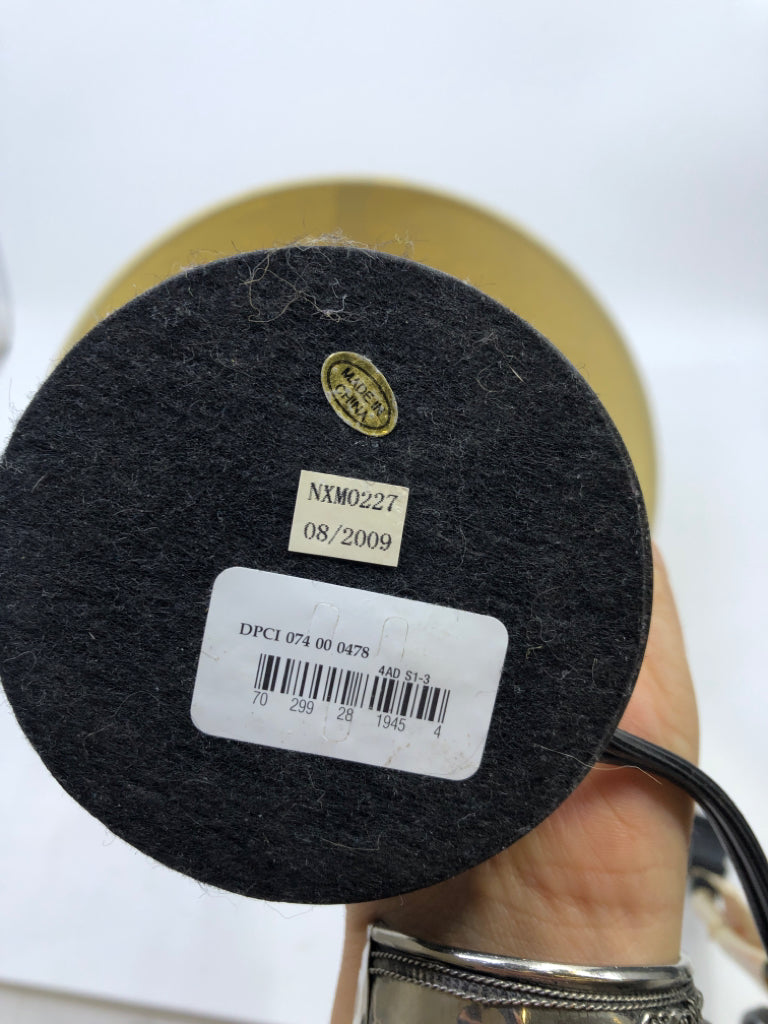 MADE IN
CHINA
NXM0227
08/2009
DPCI 074 00 0478
4AD S1-3
70 299 28 1945 4